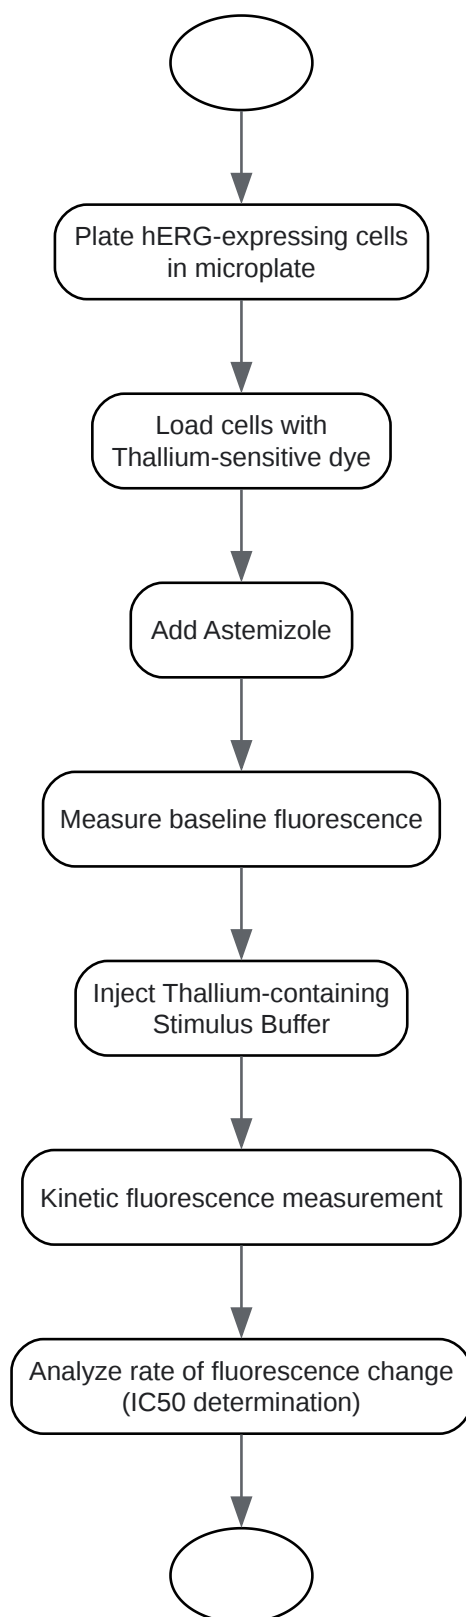 Plate hERG-expressing cells
in microplate
Load cells with
Thallium-sensitive dye
Add Astemizole
Measure baseline fluorescence
Inject Thallium-containing
Stimulus Buffer
Kinetic fluorescence measurement
Analyze rate of fluorescence change
(IC50 determination)